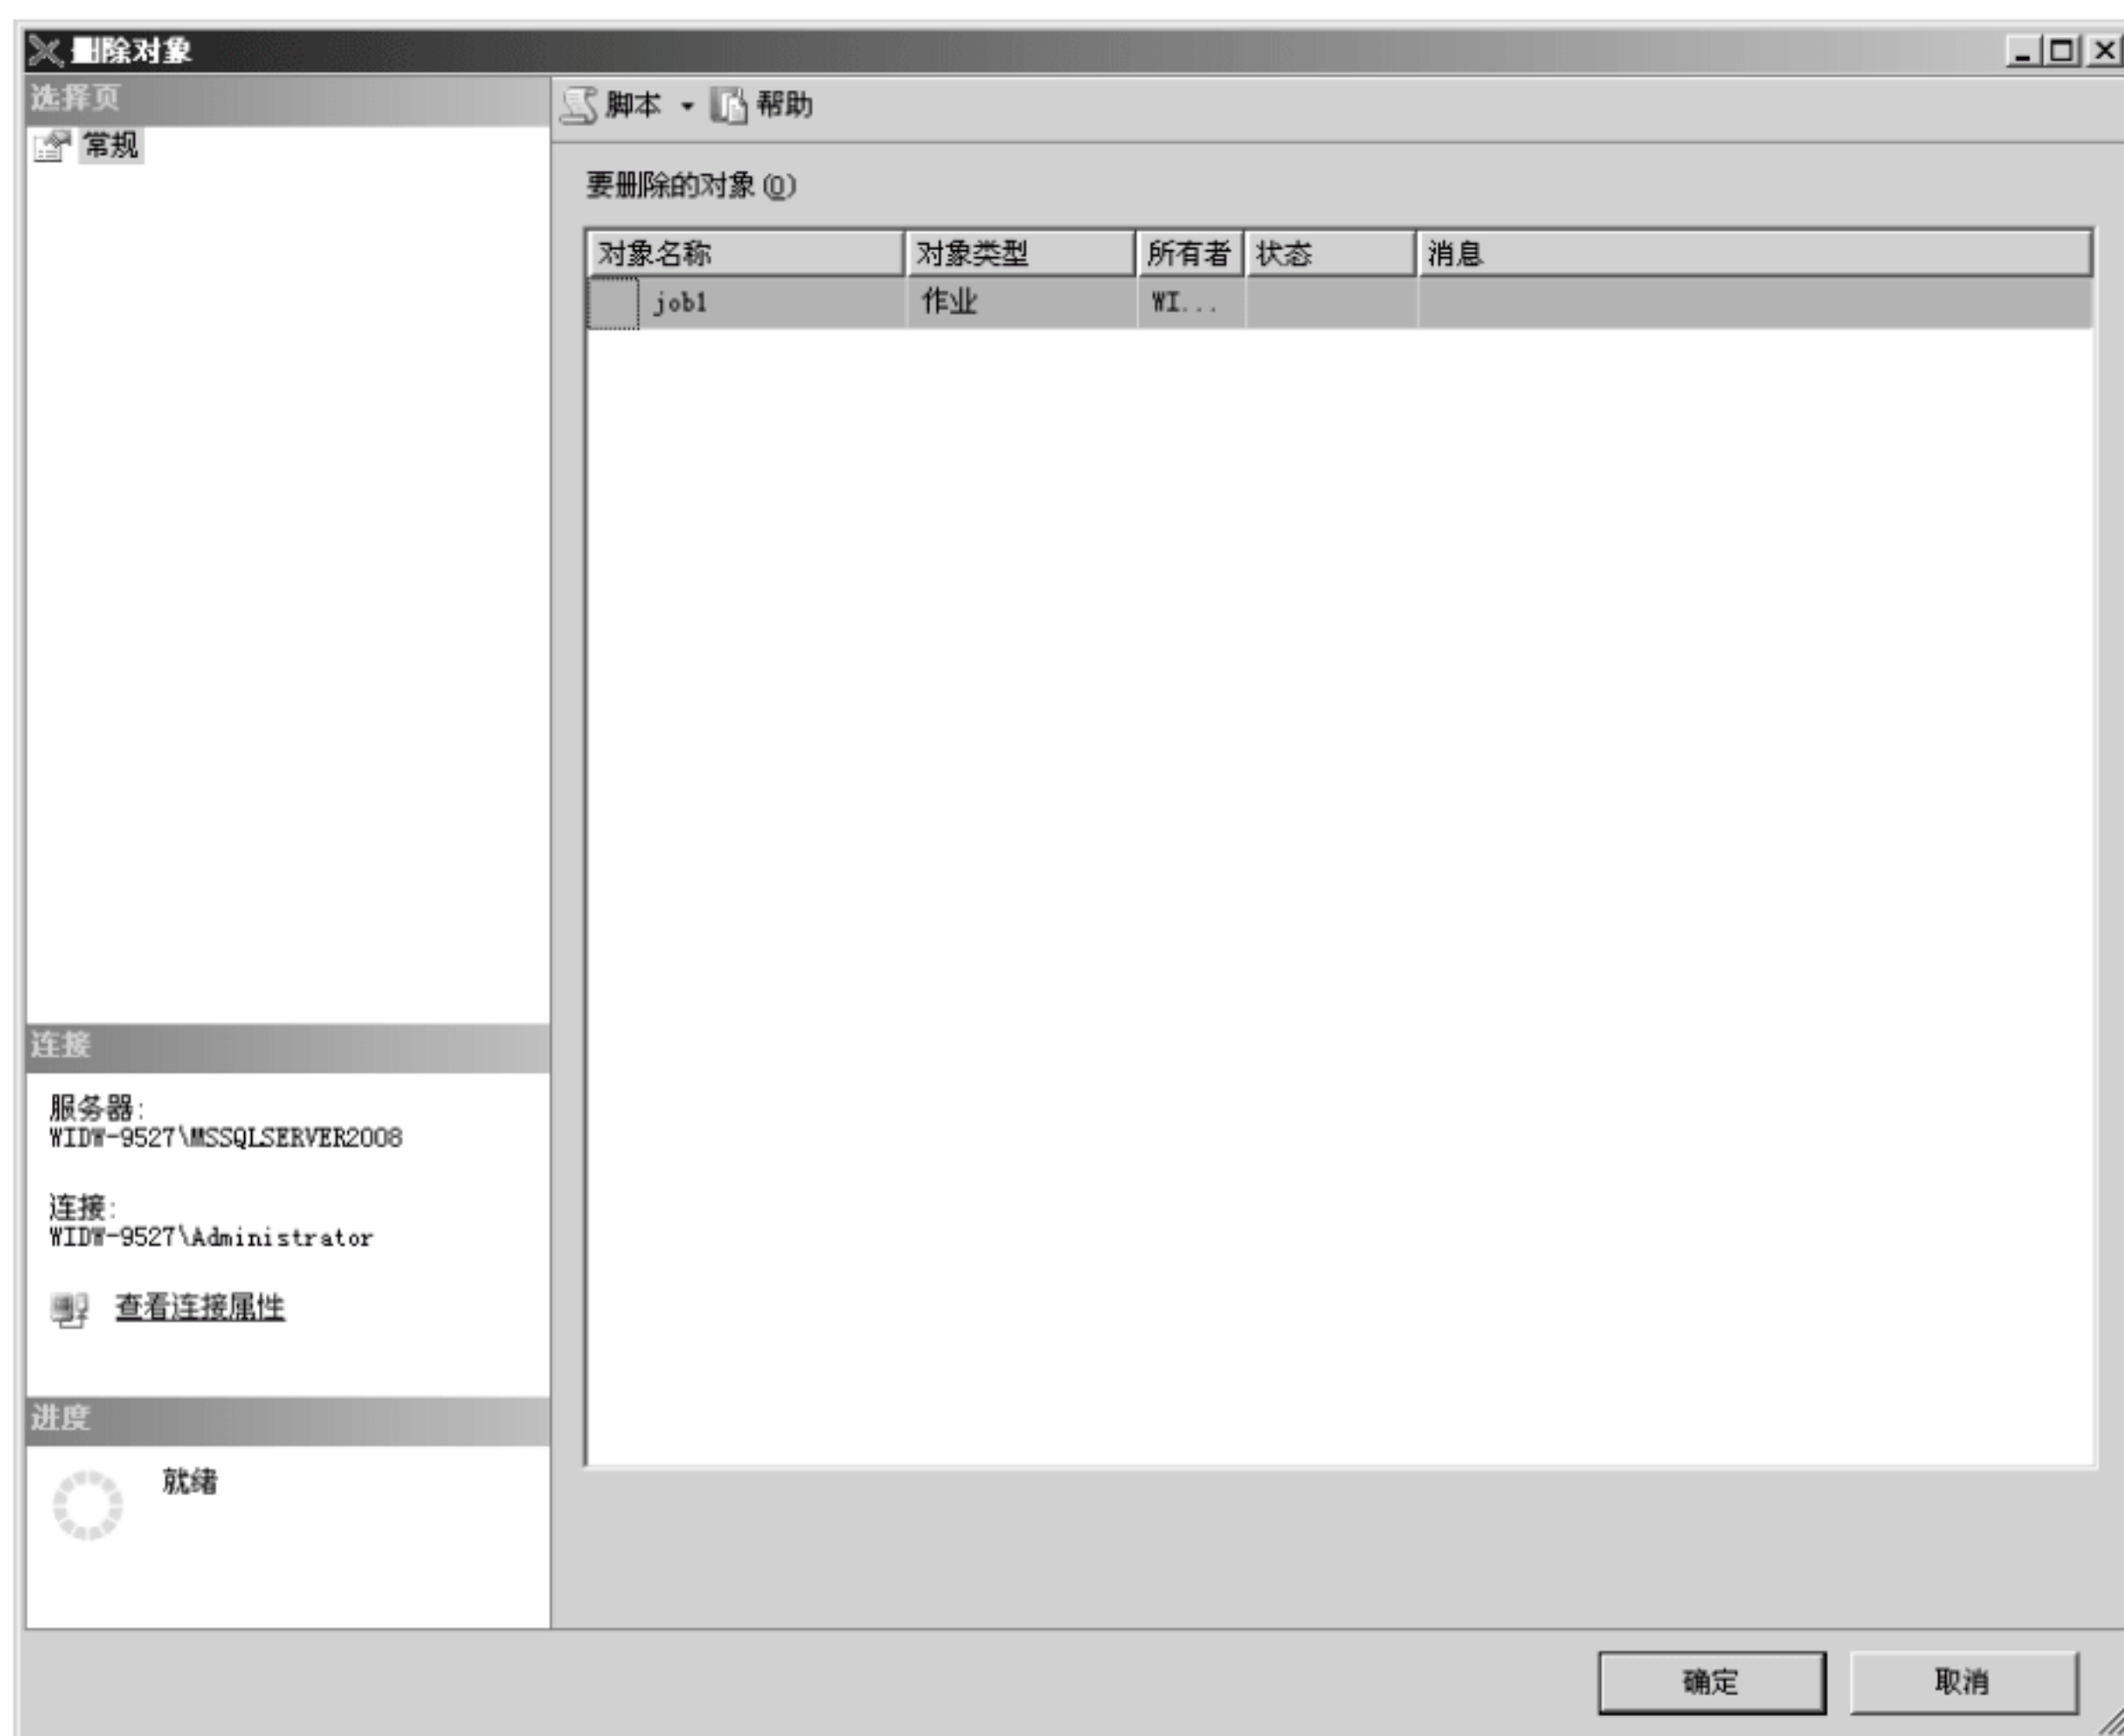 删除对象
选择页
常规
脚本 帮助
要删除的对象(O)
对象名称 对象类型 所有者 状态 消息
job1 作业 WI...
连接
服务器:
WIDW-9527\MSSQLSERVER2008
连接:
WIDW-9527\Administrator
查看连接属性
进度
就绪
确定 取消